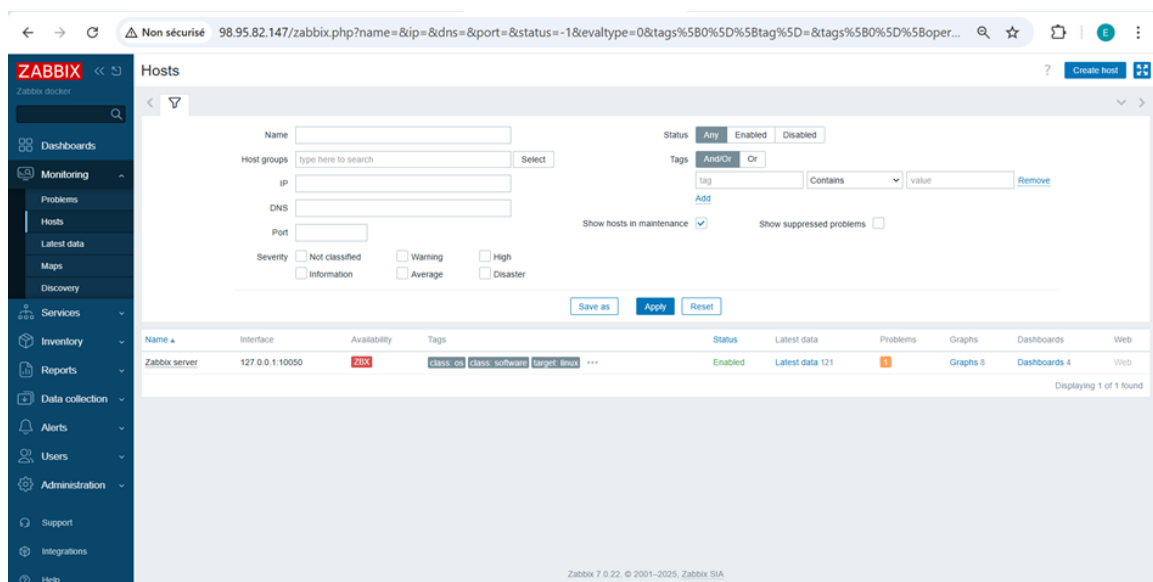 Non sécurisé 98.95.82.147/zabbix.php?name=&ip=&dns=&port=&status=-1&evaltype=0&tags%5B0%5D%5Btag%5D=&tags%5B0%5D%5Boper... E
ZABBIX Hosts ? Create host
Zabbix docker
Name Status Any Enabled Disabled
Dashboards
Host groups type here to search Select Tags And/Or Or
Monitoring
IP tag Contains value Remove
Problems
DNS Add
Hosts
Port Show hosts in maintenance Show suppressed problems
Latest data
Severity Not classified Warning High
Maps
Information Average Disaster
Discovery
Services
Save as Apply Reset
Inventory
Name Interface Availability Tags Status Latest data Problems Graphs Dashboards Web
Zabbix server 127.0.0.1:10050 ZBX class: os class: software target: linux ••• Enabled Latest data 121 1 Graphs 8 Dashboards 4 Web
Reports
Displaying 1 of 1 found
Data collection
Alerts
Users
Administration
Support
Integrations
Help
Zabbix 7.0.22. © 2001–2025, Zabbix SIA